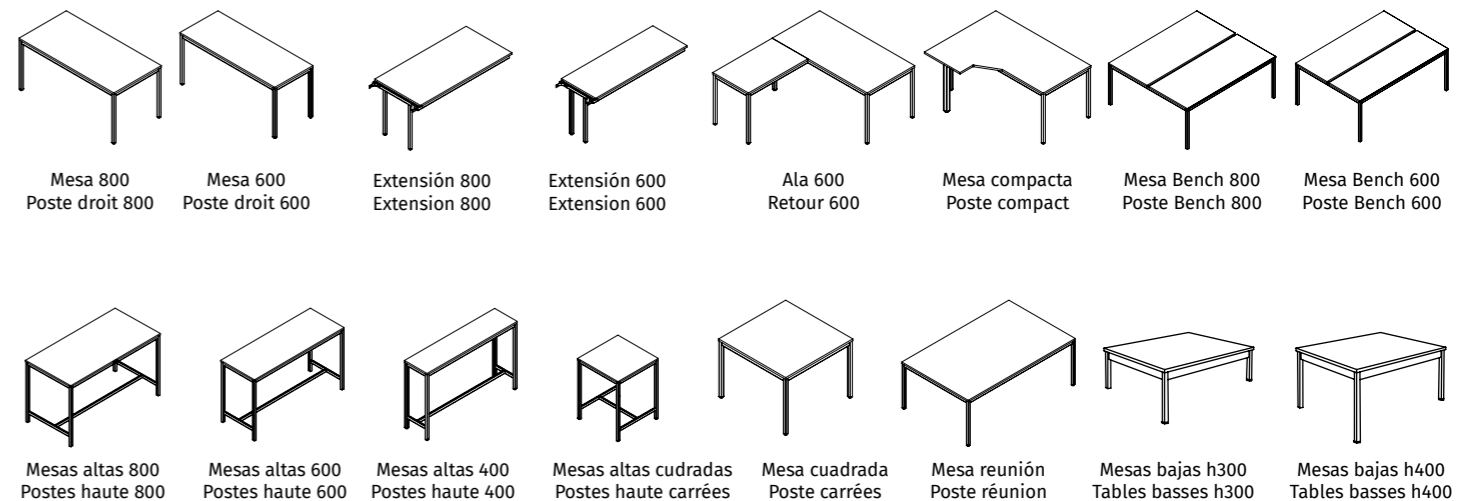 Mesa 800
Poste droit 800
Mesa 600
Poste droit 600
Extensión 800
Extension 800
Extensión 600
Extension 600
Ala 600
Retour 600
Mesa compacta
Poste compact
Mesa Bench 800
Poste Bench 800
Mesa Bench 600
Poste Bench 600
Mesas altas 800
Postes haute 800
Mesas altas 600
Postes haute 600
Mesas altas 400
Postes haute 400
Mesas altas cudradas
Postes haute carrées
Mesa cuadrada
Poste carrées
Mesa reunión
Poste réunion
Mesas bajas h300
Tables basses h300
Mesas bajas h400
Tables basses h400